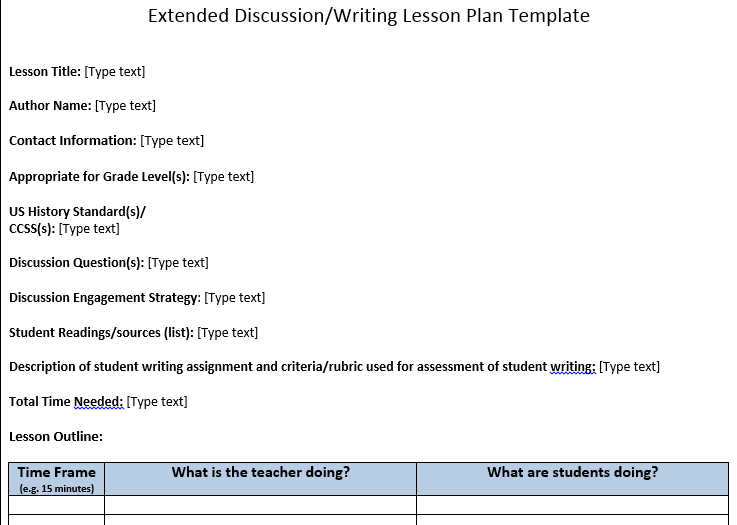 Extended Discussion/Writing Lesson Plan Template
Lesson Title: [Type text]
Author Name: [Type text]
Contact Information: [Type text]
Appropriate for Grade Level(s): [Type text]
US History Standard(s)/
CCSS(s): [Type text]
Discussion Question(s): [Type text]
Discussion Engagement Strategy: [Type text]
Student Readings/sources (list): [Type text]
Description of student writing assignment and criteria/rubric used for assessment of student writing: [Type text]
Total Time Needed: [Type text]
Lesson Outline:
Time Frame What is the teacher doing? What are students doing?
(e.g. 15 minutes)